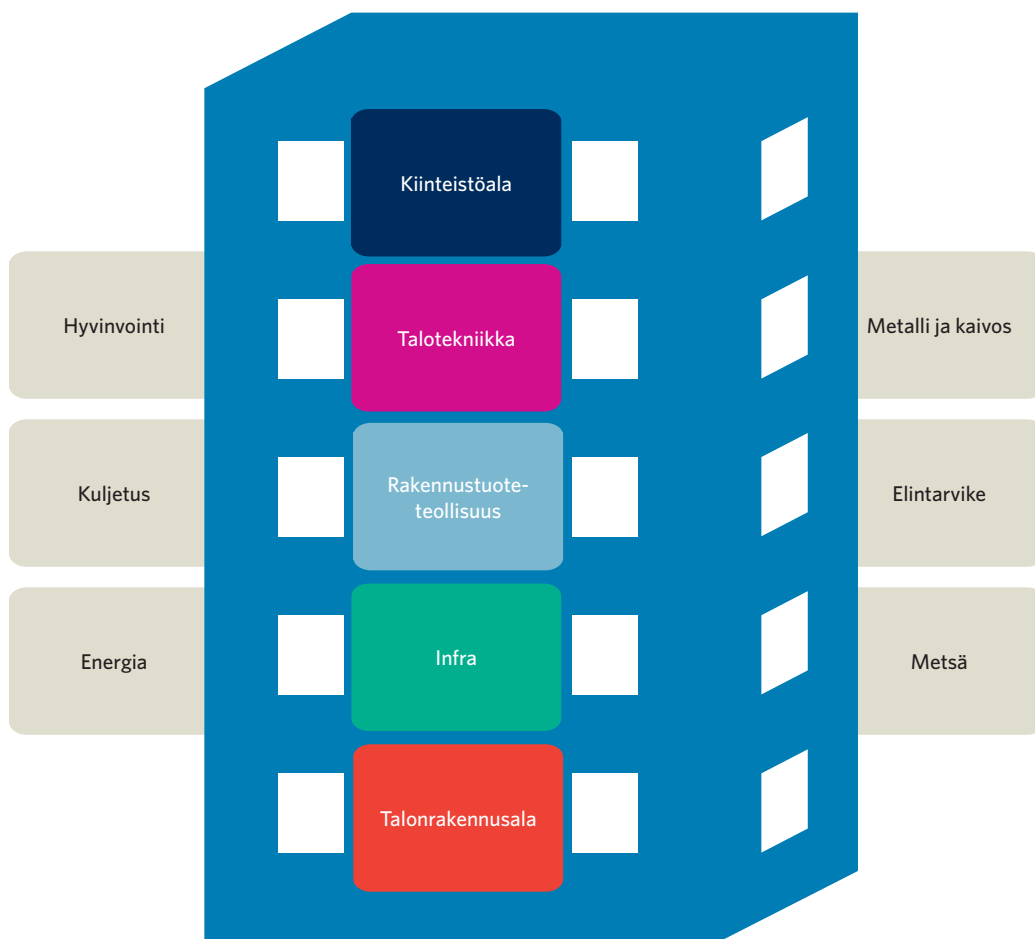 Kiinteistöala
Hyvinvointi
Talotekniikka
Metalli ja kaivos
Kuljetus
Rakennustuote-
teollisuus
Elintarvike
Energia
Infra
Metsä
Talonrakennusala